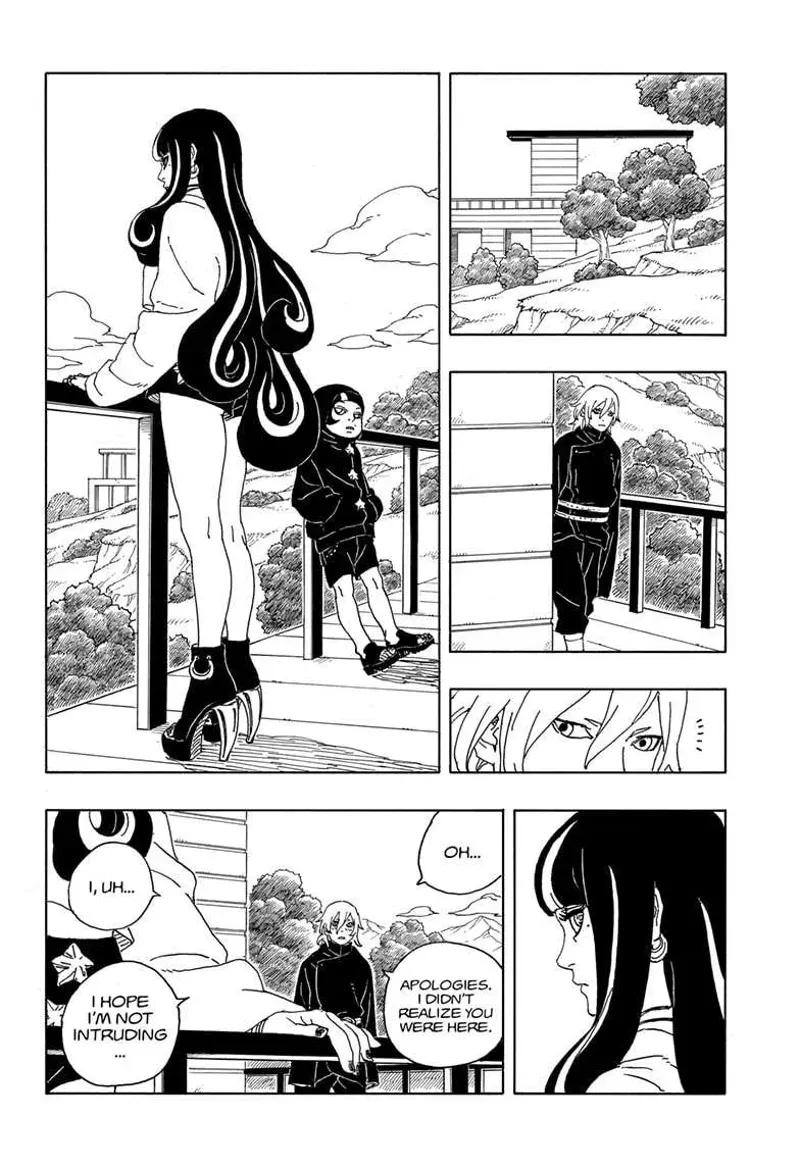 OH...
APOLOGIES.
I DIDN'T
REALIZE YOU
WERE HERE.
I, UH...
I HOPE
I'M NOT
INTRUDING
...